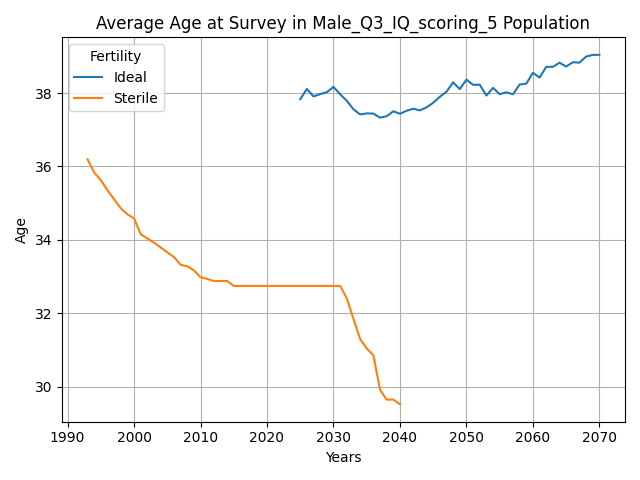 Average Age at Survey in Male_Q3_IQ_scoring_5 Population
Fertility
Ideal
Sterile
Age
38
36
34
32
30
1990 2000 2010 2020 2030 2040 2050 2060 2070
Years